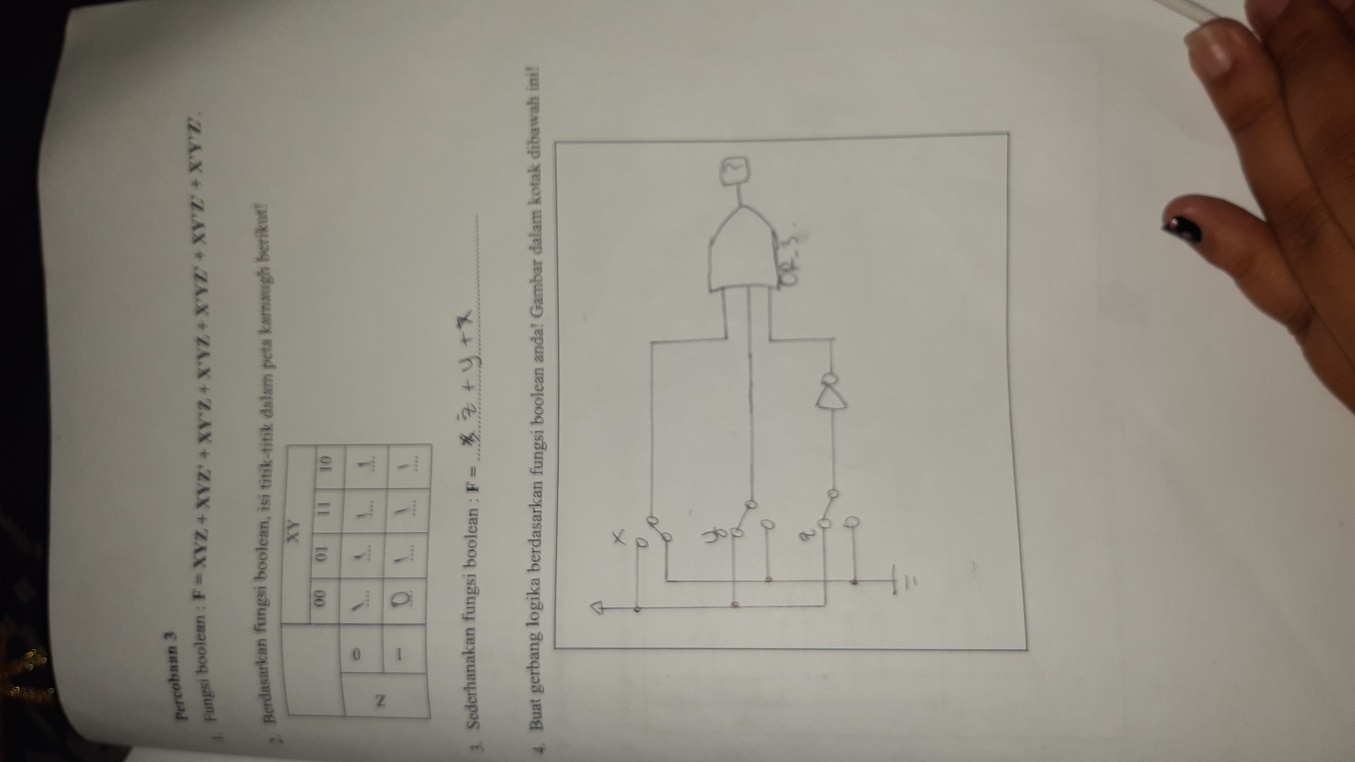 Percobaan 3
1. Fungsi boolean : F = XYZ + XYZ' + XY'Z + X'YZ + X'YZ' + XY'Z' + X'Y'Z'.
2. Berdasarkan fungsi boolean, isi titik-titik dalam peta karnaugh berikut!
XY
00 01 11 10
Z 0 1 1 1 1
1 0 1 1 1
3. Sederhanakan fungsi boolean : F = z̄ + y + x
4. Buat gerbang logika berdasarkan fungsi boolean anda! Gambar dalam kotak dibawah ini!
x
y
?
OR-3